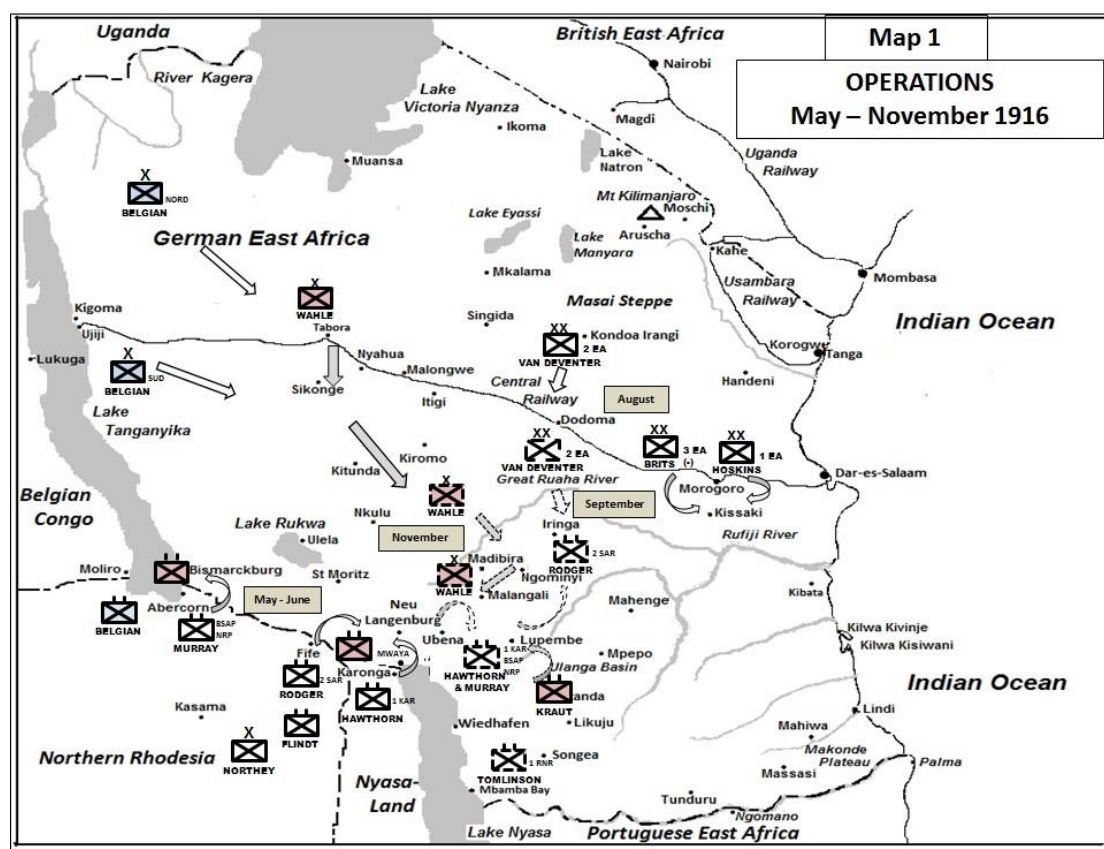 Map 1
OPERATIONS
May – November 1916
Uganda
River Kagera
British East Africa
Nairobi
Lake
Victoria Nyanza
Ikoma
Magdi
Muansa
Lake
Natron
Uganda
Railway
X
NORD
BELGIAN
Mt Kilimanjaro
Moschi
Lake Eyassi
Aruscha
German East Africa
Lake
Manyara
Kahe
Mkalama
Usambara
Railway
Mombasa
X
WAHLE
Masai Steppe
Kigoma
Ujiji
Tabora
Singida
Kondoa Irangi
Indian Ocean
XX
2 EA
VAN DEVENTER
Korogwe
Tanga
Lukuga
X
SUD
BELGIAN
Nyahua
Malongwe
Sikonge
Itigi
Central
Railway
Handeni
August
Lake
Tanganyika
Dodoma
XX
2 EA
VAN DEVENTER
XX
3 EA
(-)
BRITS
XX
1 EA
HOSKINS
Kiromo
Kitunda
Great Ruaha River
Morogoro
Dar-es-Salaam
X
WAHLE
September
Kissaki
Belgian
Congo
Nkulu
Iringa
Rufiji River
Lake Rukwa
Ulela
November
2 SAR
RODGER
Madibira
Moliro
Bismarckburg
St Moritz
X
WAHLE
Ngominyi
Malangali
Kibata
Abercorn
May - June
Neu
Langenburg
Mahenge
BELGIAN
BSAP
NRP
MURRAY
Ubena
Lupembe
Kilwa Kivinje
Kilwa Kisiwani
Fife
MWAYA
1 KAR
BSAP
NRP
HAWTHORN
& MURRAY
Mpepo
Ulanga Basin
2 SAR
RODGER
Karonga
1 KAR
HAWTHORN
anda
KRAUT
Indian Ocean
Kasama
FLINDT
Wiedhafen
Likuju
Lindi
Mahiwa
Northern Rhodesia
X
NORTHEY
Songea
1 RNR
TOMLINSON
Makonde
Plateau
Massasi
Palma
Nyasa-
Land
Mbamba Bay
Tunduru
Ngomano
Lake Nyasa
Portuguese East Africa